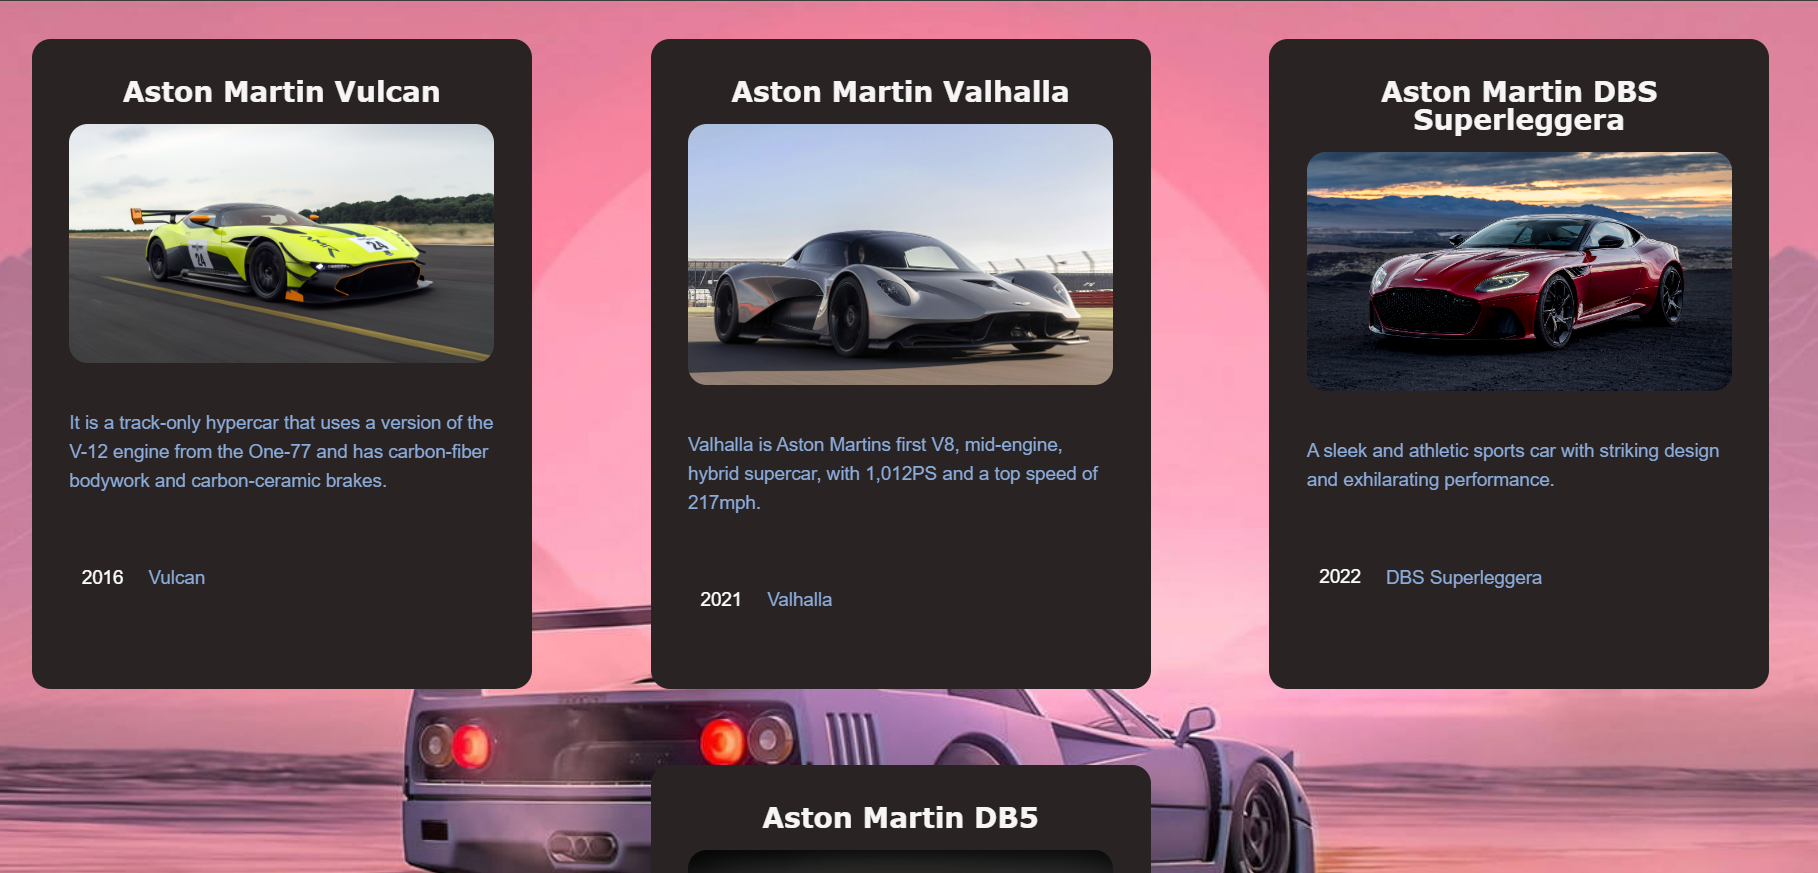 Aston Martin Vulcan
AMR
24
24
It is a track-only hypercar that uses a version of the
V-12 engine from the One-77 and has carbon-fiber
bodywork and carbon-ceramic brakes.
2016 Vulcan
Aston Martin Valhalla
Valhalla is Aston Martins first V8, mid-engine,
hybrid supercar, with 1,012PS and a top speed of
217mph.
2021 Valhalla
Aston Martin DBS
Superleggera
A sleek and athletic sports car with striking design
and exhilarating performance.
2022 DBS Superleggera
Aston Martin DB5